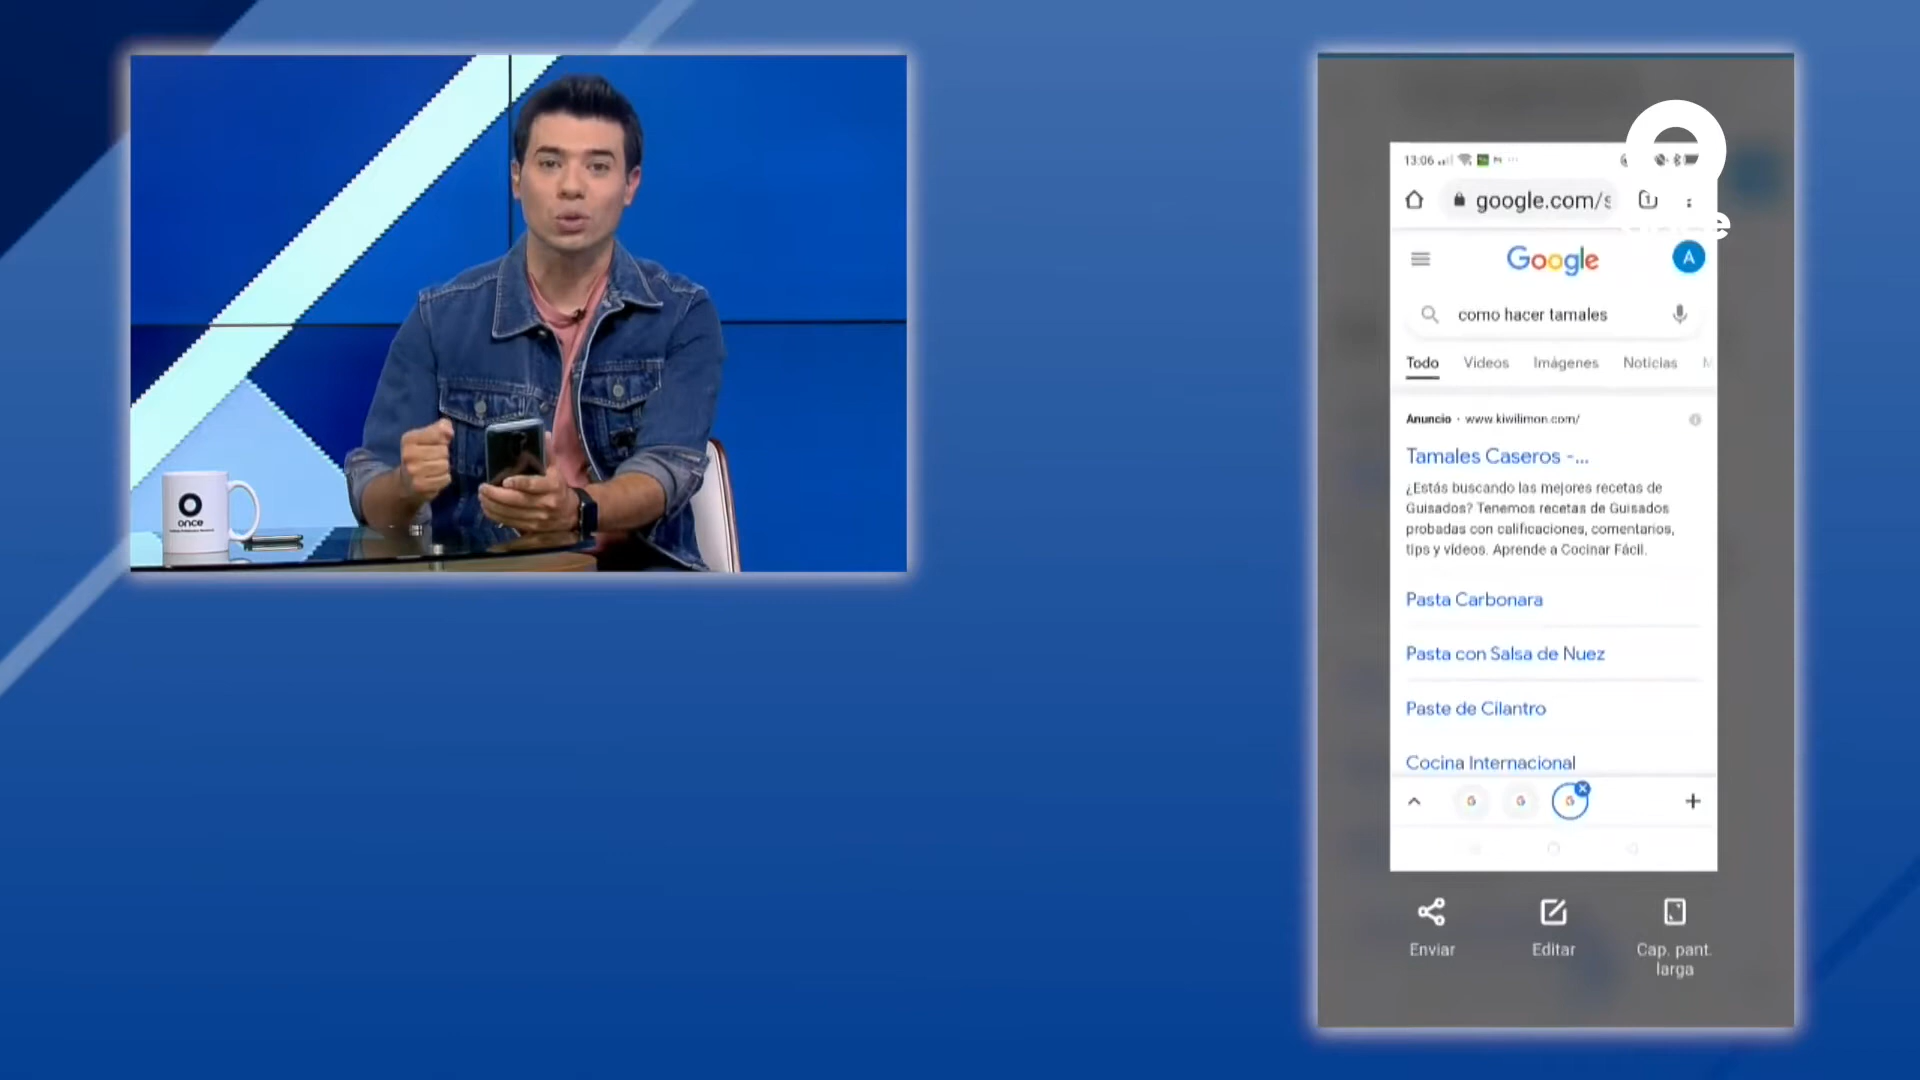 once
13:06
google.com/s
Google
A
como hacer tamales
Todo
Videos
Imágenes
Noticias
M
Anuncio · www.kiwilimon.com/
Tamales Caseros -...
¿Estás buscando las mejores recetas de
Guisados? Tenemos recetas de Guisados
probadas con calificaciones, comentarios,
tips y videos. Aprende a Cocinar Fácil.
Pasta Carbonara
Pasta con Salsa de Nuez
Paste de Cilantro
Cocina Internacional
Enviar
Editar
Cap. pant.
larga